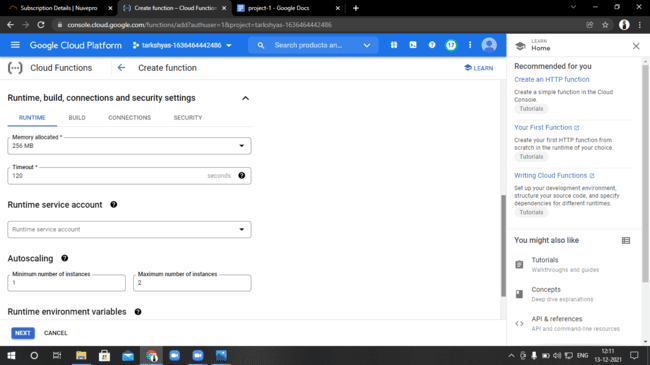 Subscription Details | Nuvepro
Create function – Cloud Function
project-1 - Google Docs
console.cloud.google.com/functions/add?authuser=1&project=tarkshyas-1636464442486
Google Cloud Platform
tarkshyas-1636464442486
Search products an...
17
Cloud Functions
Create function
LEARN
LEARN
Home
Runtime, build, connections and security settings
RUNTIME
BUILD
CONNECTIONS
SECURITY
Memory allocated *
256 MB
Timeout *
120
seconds
Runtime service account
Runtime service account
Autoscaling
Minimum number of instances
1
Maximum number of instances
2
Runtime environment variables
NEXT
CANCEL
Recommended for you
Create an HTTP function
Create a simple function in the Cloud
Console.
Tutorials
Your First Function
Create your first HTTP function from
scratch in the runtime of your choice.
Tutorials
Writing Cloud Functions
Set up your development environment,
structure your source code, and specify
dependencies for different runtimes.
Tutorials
You might also like
Tutorials
Walkthroughs and guides
Concepts
Deep dive explanations
API & references
API and command-line resources
ENG
12:11
13-12-2021